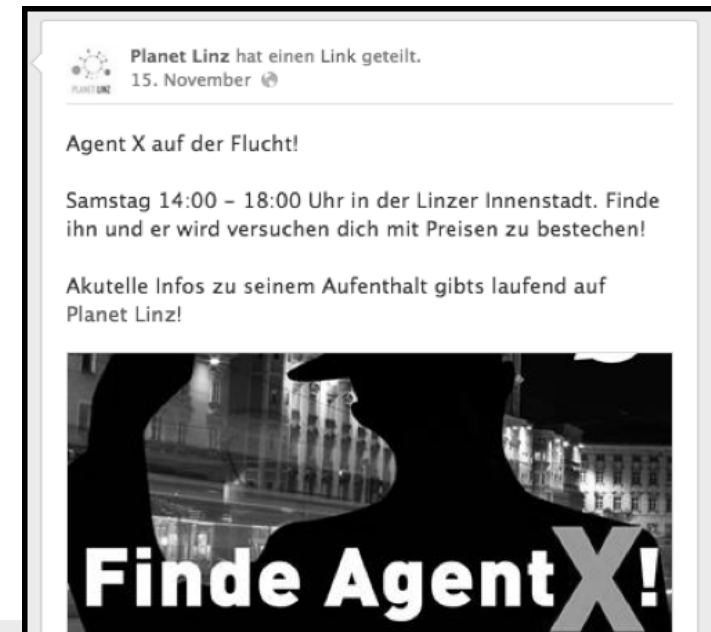 Planet Linz hat einen Link geteilt.
15. November
PLANET LINZ
Agent X auf der Flucht!
Samstag 14:00 – 18:00 Uhr in der Linzer Innenstadt. Finde
ihn und er wird versuchen dich mit Preisen zu bestechen!
Akutelle Infos zu seinem Aufenthalt gibts laufend auf
Planet Linz!
Finde Agent X!